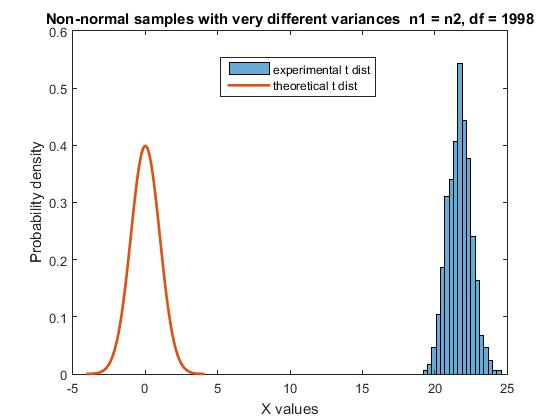 Non-normal samples with very different variances  n1 = n2, df = 1998
0.6
0.5
0.4
0.3
0.2
0.1
0
Probability density
experimental t dist
theoretical t dist
-5
0
5
10
15
20
25
X values